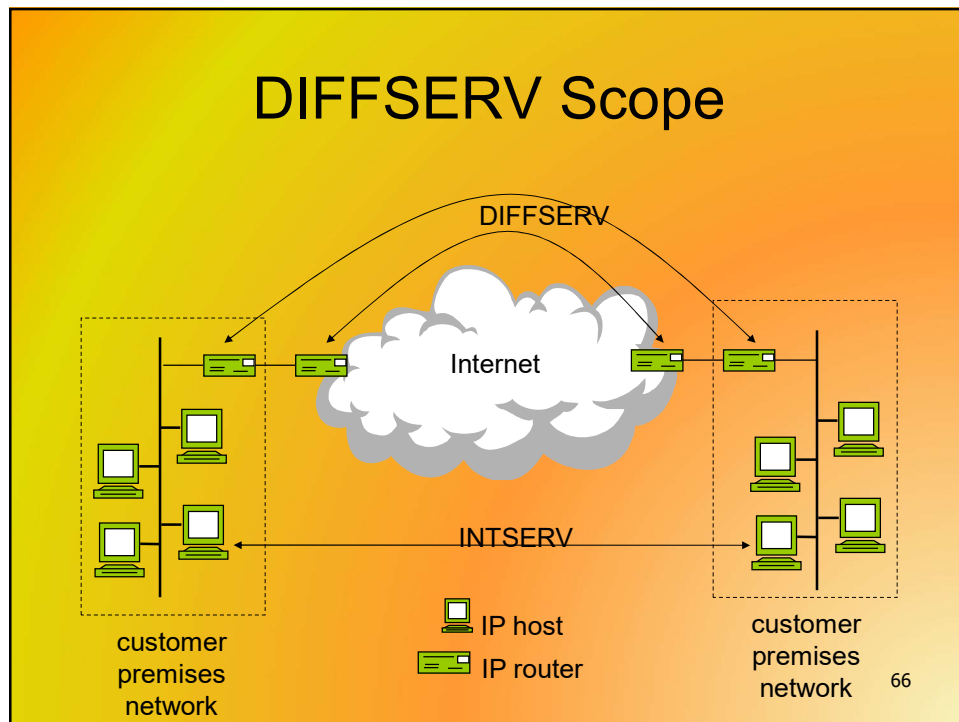 DIFFSERV Scope
DIFFSERV
Internet
INTSERV
IP host
IP router
customer
premises
network
customer
premises
network
66